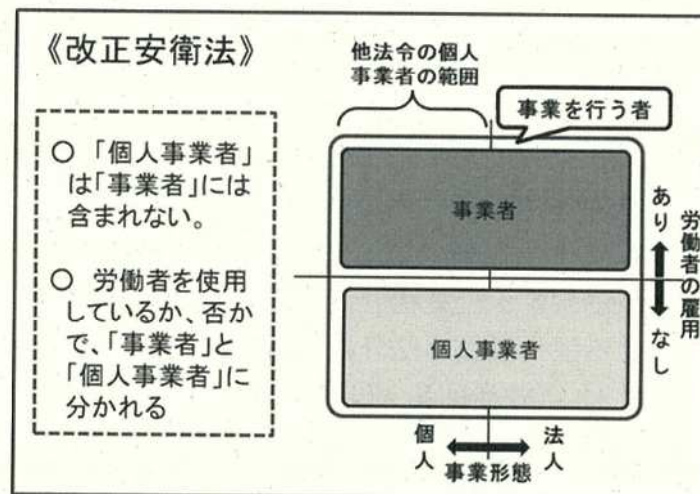 《改正安衛法》
○ 「個人事業者」
は「事業者」には
含まれない。
○ 労働者を使用
しているか、否か
で、「事業者」と
「個人事業者」に
分かれる
他法令の個人
事業者の範囲
事業を行う者
事業者
個人事業者
あり
なし
労働者の雇用
個人
法人
事業形態